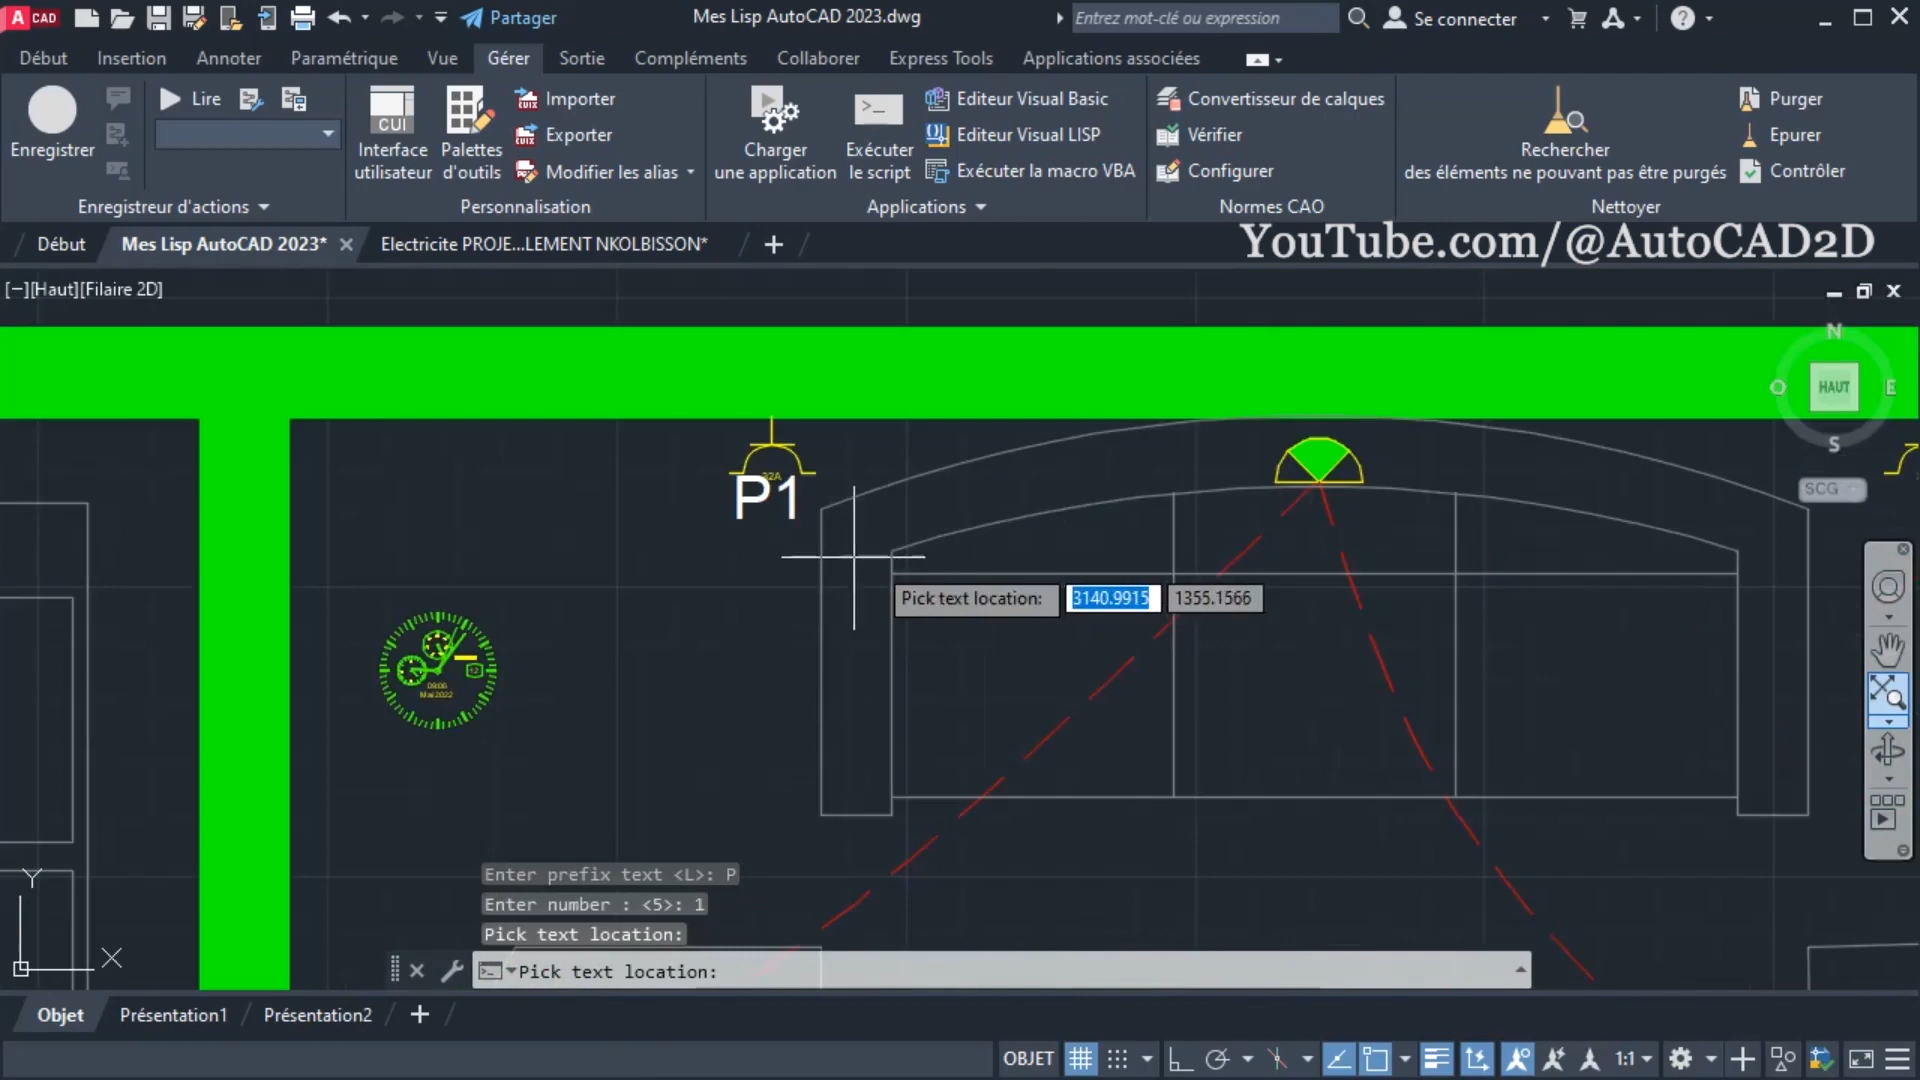 A CAD
Partager
Mes Lisp AutoCAD 2023.dwg
Entrez mot-clé ou expression
Se connecter
Début Insertion Annoter Paramétrique Vue Gérer Sortie Compléments Collaborer Express Tools Applications associées
Enregistrer
Lire
Enregistreur d'actions
CUI
Interface
utilisateur
Palettes
d'outils
Importer
Exporter
Modifier les alias
Personnalisation
Charger
une application
Exécuter
le script
Editeur Visual Basic
Editeur Visual LISP
Exécuter la macro VBA
Applications
Convertisseur de calques
Vérifier
Configurer
Normes CAO
Rechercher
des éléments ne pouvant pas être purgés
Purger
Epurer
Contrôler
Nettoyer
Début Mes Lisp AutoCAD 2023* Electricite PROJE...LEMENT NKOLBISSON*
YouTube.com/@AutoCAD2D
[−][Haut][Filaire 2D]
N
O HAUT E
S
SCG
P1
Pick text location: 3140.9915 1355.1566
Enter prefix text <L>: P
Enter number : <5>: 1
Pick text location:
Pick text location:
Y
X
Objet Présentation1 Présentation2
OBJET 1:1